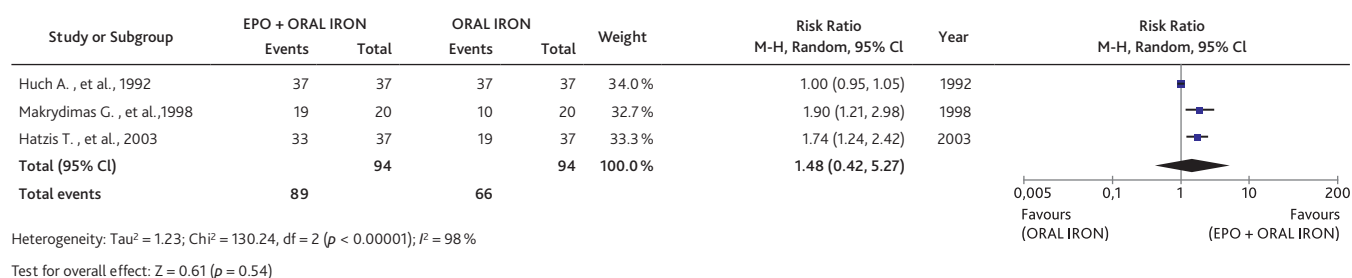 EPO + ORAL IRON ORAL IRON Risk Ratio Risk Ratio
Study or Subgroup Events Total Events Total Weight M-H, Random, 95% Cl Year M-H, Random, 95% Cl
Huch A. , et al., 1992 37 37 37 37 34.0 % 1.00 (0.95, 1.05) 1992
Makrydimas G. , et al.,1998 19 20 10 20 32.7 % 1.90 (1.21, 2.98) 1998
Hatzis T. , et al., 2003 33 37 19 37 33.3 % 1.74 (1.24, 2.42) 2003
Total (95% Cl) 94 94 100.0 % 1.48 (0.42, 5.27)
Total events 89 66
0,005 0,1 1 10 200
Favours Favours
(ORAL IRON) (EPO + ORAL IRON)
Heterogeneity: Tau² = 1.23; Chi² = 130.24, df = 2 (p < 0.00001); I² = 98 %
Test for overall effect: Z = 0.61 (p = 0.54)